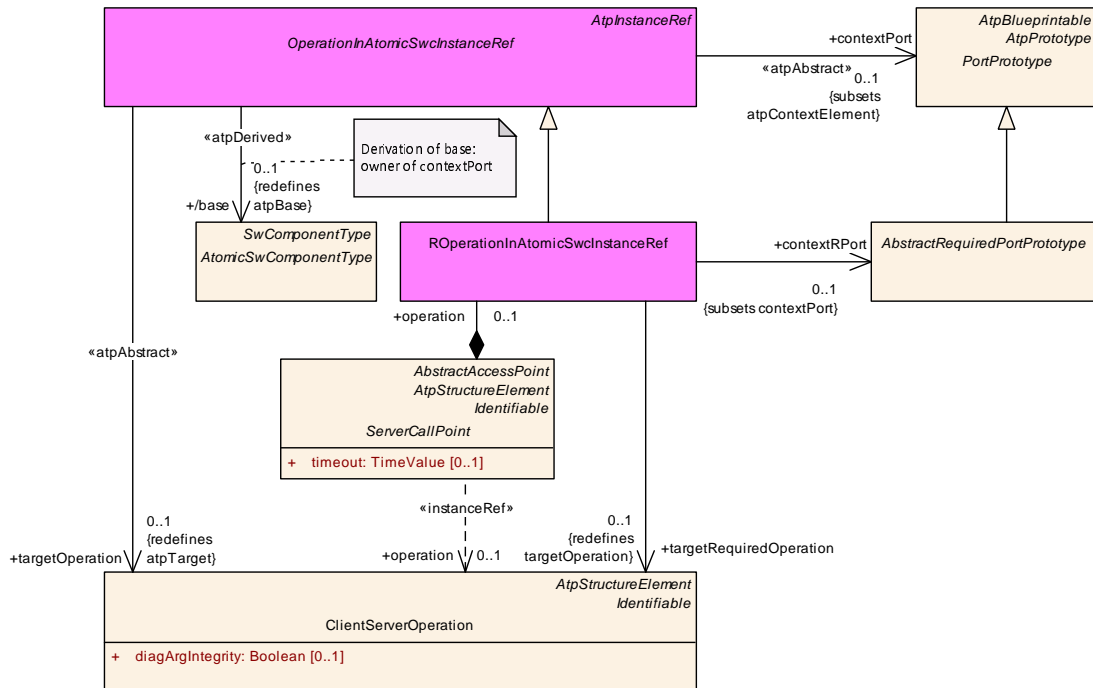 AtpInstanceRef
OperationInAtomicSwcInstanceRef
+contextPort
«atpAbstract»
0..1
{subsets
atpContextElement}
AtpBlueprintable
AtpPrototype
PortPrototype
«atpDerived»
Derivation of base:
owner of contextPort
0..1
{redefines
atpBase}
+/base
SwComponentType
AtomicSwComponentType
ROperationInAtomicSwcInstanceRef
+contextRPort
0..1
{subsets contextPort}
AbstractRequiredPortPrototype
+operation
0..1
«atpAbstract»
AbstractAccessPoint
AtpStructureElement
Identifiable
ServerCallPoint
+ timeout: TimeValue [0..1]
«instanceRef»
0..1
{redefines
atpTarget}
+targetOperation
+operation
0..1
0..1
{redefines
targetOperation}
+targetRequiredOperation
AtpStructureElement
Identifiable
ClientServerOperation
+ diagArgIntegrity: Boolean [0..1]